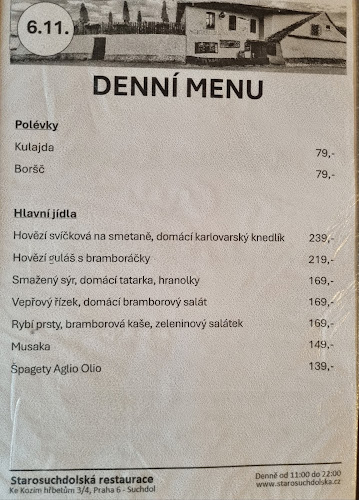 6.11.
DENNÍ MENU
Polévky
Kulajda 79,-
Boršč 79,-
Hlavní jídla
Hovězí svíčková na smetaně, domácí karlovarský knedlík 239,-
Hovězí guláš s bramboráčky 219,-
Smažený sýr, domácí tatarka, hranolky 169,-
Vepřový řízek, domácí bramborový salát 169,-
Rybí prsty, bramborová kaše, zeleninový salátek 169,-
Musaka 149,-
Špagety Aglio Olio 139,-
Starosuchdolská restaurace Denně od 11:00 do 22:00
Ke Kozím hřbetům 3/4, Praha 6 - Suchdol www.starosuchdolska.cz